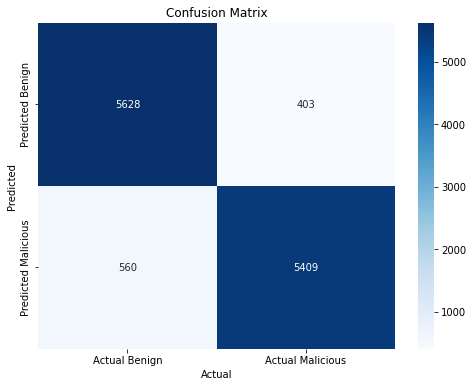 Confusion Matrix
Predicted
Predicted Benign
5628
403
Predicted Malicious
560
5409
Actual Benign
Actual Malicious
Actual
5000
4000
3000
2000
1000